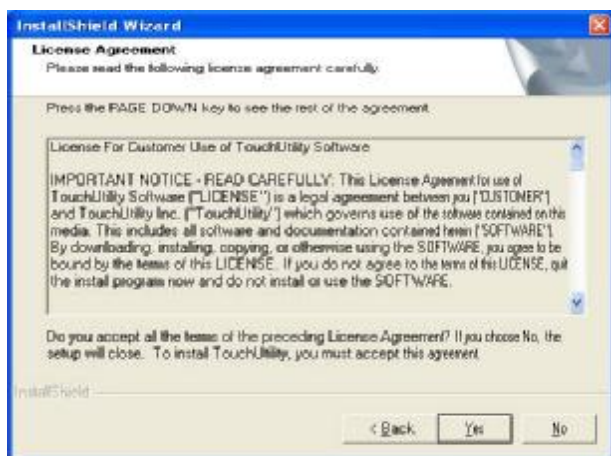 InstallShield Wizard
License Agreement
Please read the following license agreement carefully.
Press the PAGE DOWN key to see the rest of the agreement.
License For Customer Use of TouchUtility Software
IMPORTANT NOTICE - READ CAREFULLY: This License Agreement for use of
TouchUtility Software ("LICENSE") is a legal agreement between you ("CUSTOMER")
and TouchUtility Inc. ("TouchUtility") which governs use of the software contained on this
media. This includes all software and documentation contained herein ("SOFTWARE").
By downloading, installing, copying, or otherwise using the SOFTWARE, you agree to be
bound by the terms of this LICENSE. If you do not agree to the terms of this LICENSE, quit
the install program now and do not install or use the SOFTWARE.
Do you accept all the terms of the preceding License Agreement? If you choose No, the
setup will close. To install TouchUtility, you must accept this agreement.
InstallShield
< Back Yes No